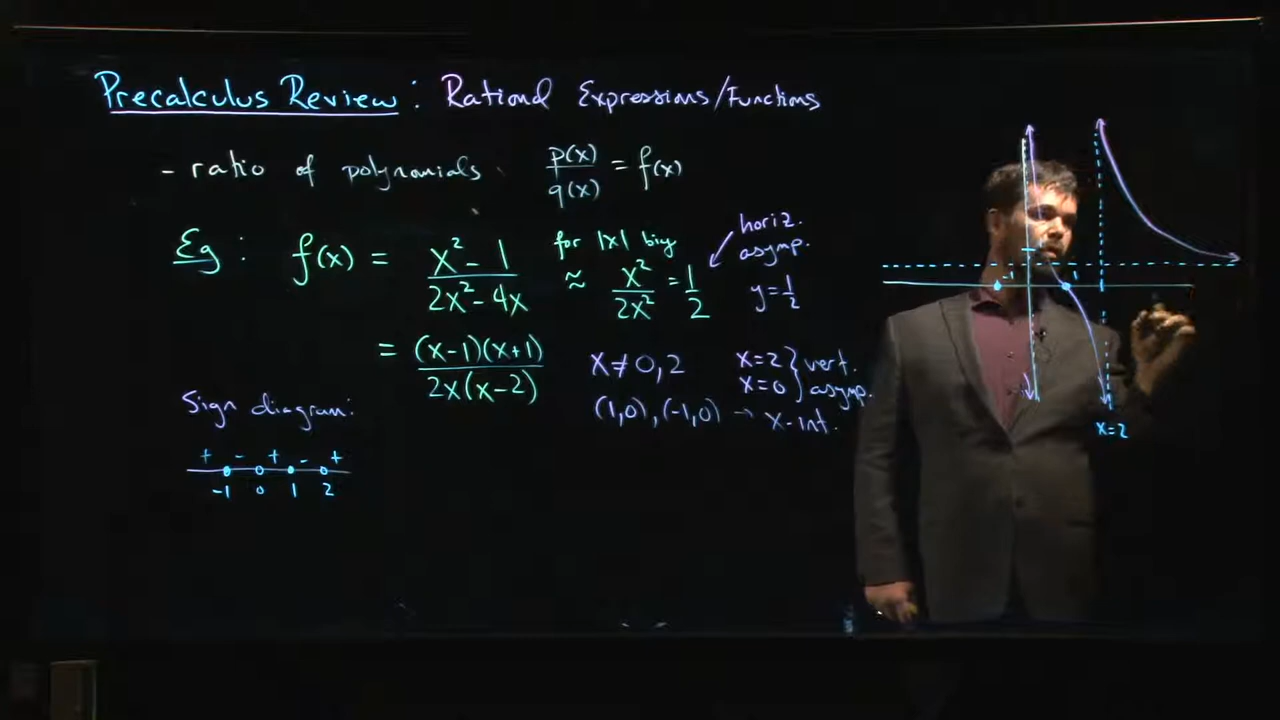 Precalculus Review: Rational Expressions/Functions
- ratio of polynomials. p(x)/q(x) = f(x)
Eg: f(x) = (x² - 1)/(2x² - 4x) ≈ x²/(2x²) = 1/2
for |x| big
horiz. asymp.
y = 1/2
= (x-1)(x+1)/(2x(x-2))
x ≠ 0, 2
x=2 } vert.
x=0 } asymp.
(1,0), (-1,0) → x-int.
Sign diagram:
+ - + - +
-1 0 1 2
-1 1
x=2